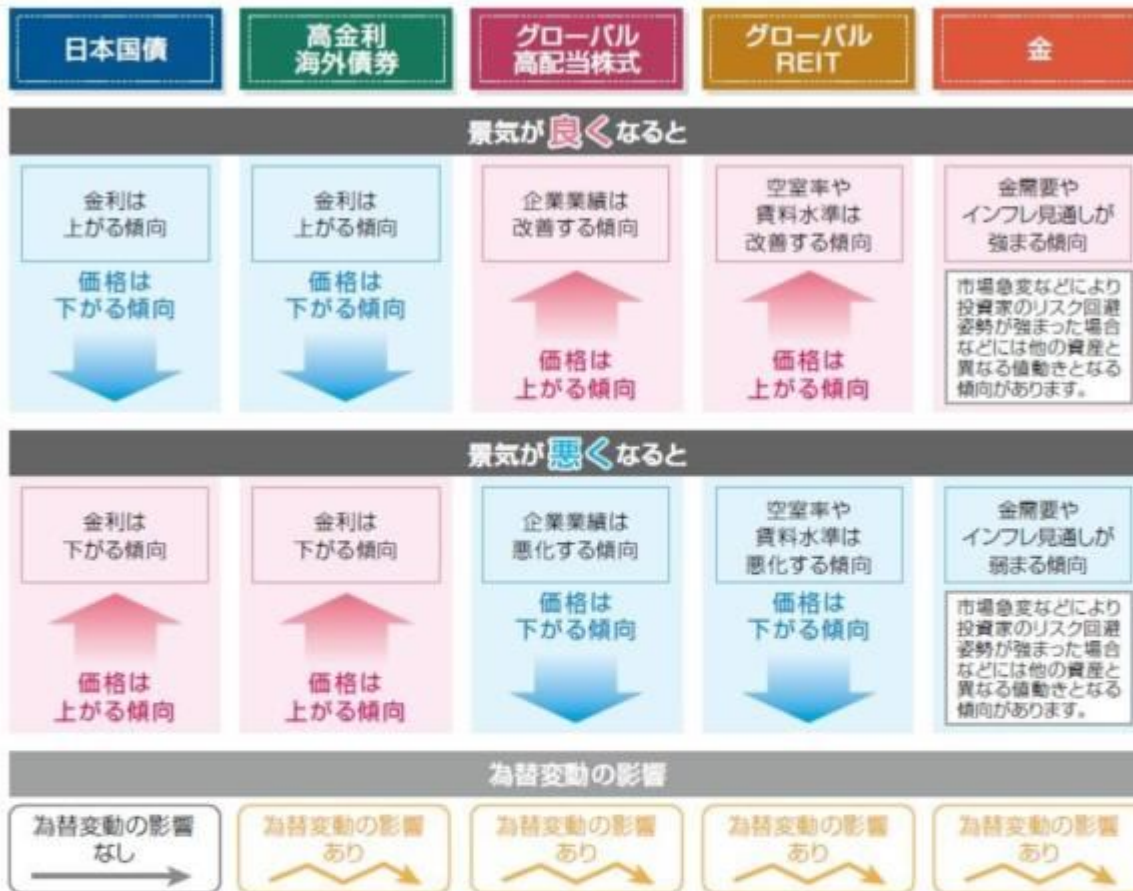 日本国債
高金利
海外債券
グローバル
高配当株式
グローバル
REIT
金
景気が良くなると
金利は
上がる傾向
価格は
下がる傾向
金利は
上がる傾向
価格は
下がる傾向
企業業績は
改善する傾向
価格は
上がる傾向
空室率や
賃料水準は
改善する傾向
価格は
上がる傾向
金需要や
インフレ見通しが
強まる傾向
市場急変などにより
投資家のリスク回避
姿勢が強まった場合
などには他の資産と
異なる値動きとなる
傾向があります。
景気が悪くなると
金利は
下がる傾向
価格は
上がる傾向
金利は
下がる傾向
価格は
上がる傾向
企業業績は
悪化する傾向
価格は
下がる傾向
空室率や
賃料水準は
悪化する傾向
価格は
下がる傾向
金需要や
インフレ見通しが
弱まる傾向
市場急変などにより
投資家のリスク回避
姿勢が強まった場合
などには他の資産と
異なる値動きとなる
傾向があります。
為替変動の影響
為替変動の影響
なし
為替変動の影響
あり
為替変動の影響
あり
為替変動の影響
あり
為替変動の影響
あり